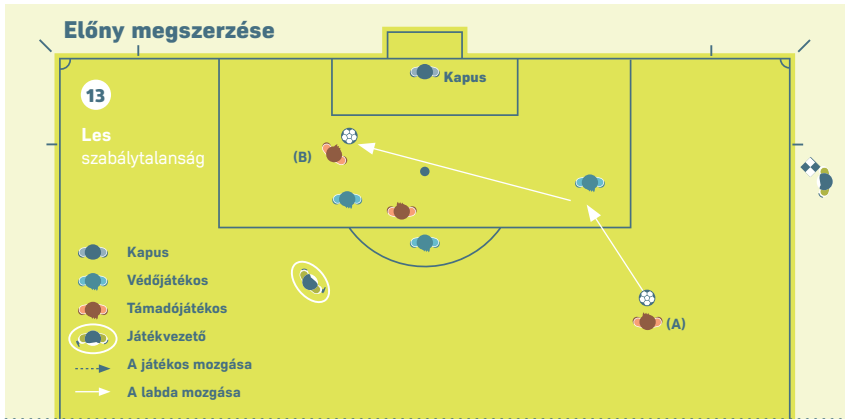 Előny megszerzése
13
Kapus
Les
szabálytalanság
(B)
(A)
Kapus
Védőjátékos
Támadójátékos
Játékvezető
A játékos mozgása
A labda mozgása